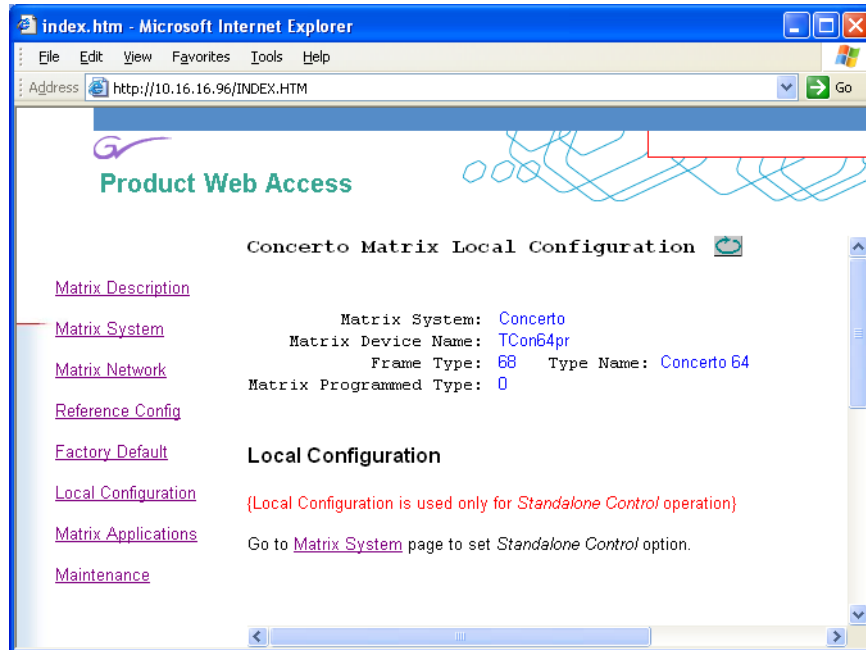 index.htm - Microsoft Internet Explorer
File Edit View Favorites Tools Help
Address http://10.16.16.96/INDEX.HTM Go
Product Web Access
Concerto Matrix Local Configuration
Matrix Description
Matrix System
Matrix Network
Reference Config
Factory Default
Local Configuration
Matrix Applications
Maintenance
Matrix System: Concerto
Matrix Device Name: TCon64pr
Frame Type: 68 Type Name: Concerto 64
Matrix Programmed Type: 0
Local Configuration
{Local Configuration is used only for Standalone Control operation}
Go to Matrix System page to set Standalone Control option.